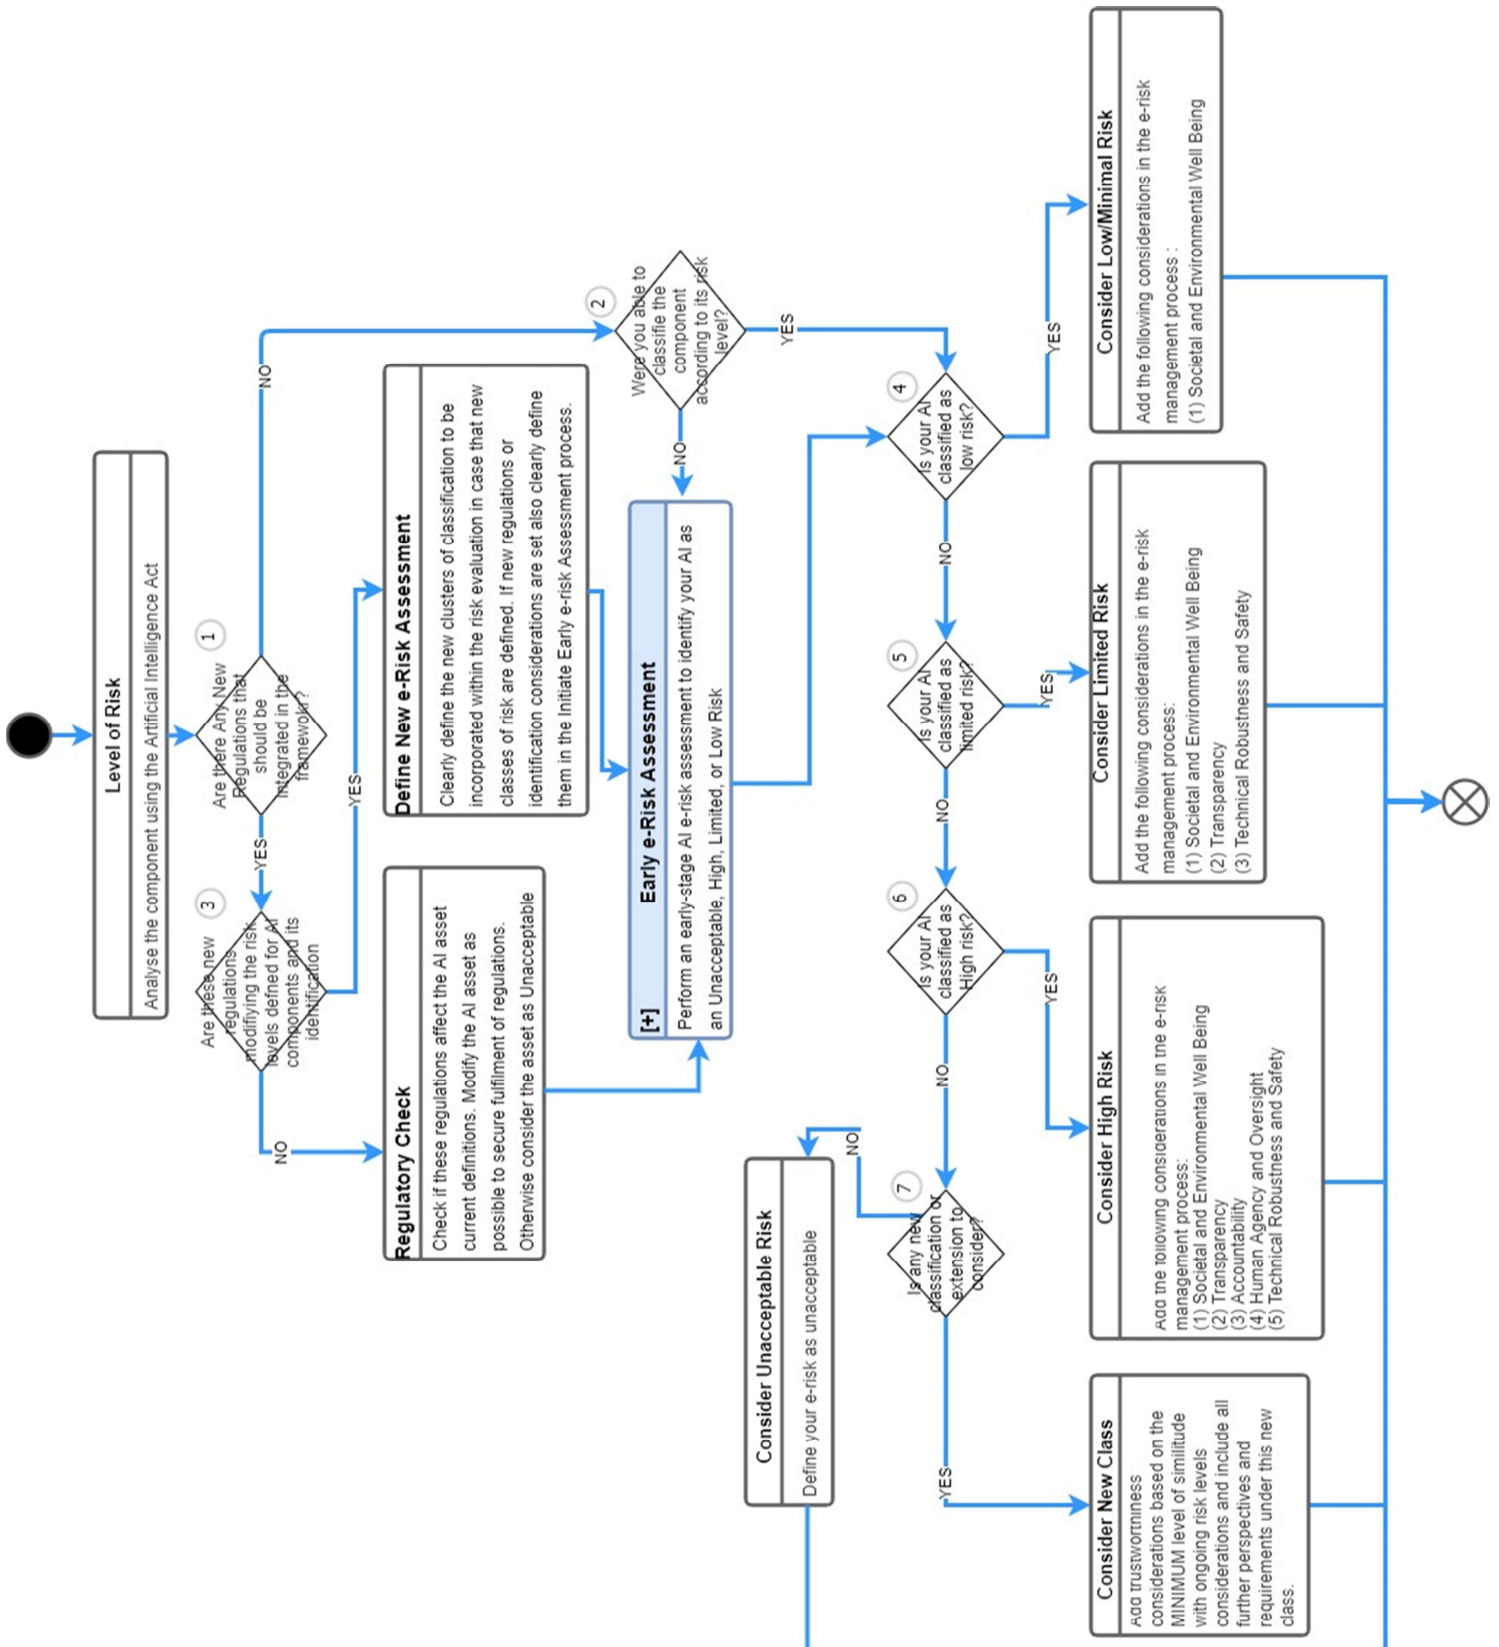 Level of Risk
Analyse the component using the Artificial Intelligence Act
1
Are there Any New
Regulations that
should be
integrated in the
framewokr?
NO
YES
3
Are these new
regulations
modifiying the risk
levels defned for AI
components and its
identification
YES
NO
2
Were you able to
classifie the
component
according to its risk
level?
NO
YES
Define New e-Risk Assessment
Clearly define the new clusters of classification to be
incorporated within the risk evaluation in case that new
classes of risk are defined. If new regulations or
identification considerations are set also clearly define
them in the Initiate Early e-risk Assessment process.
Regulatory Check
Check if these regulations affect the AI asset
current definitions. Modify the AI asset as
possible to secure fulfilment of regulations.
Otherwise consider the asset as Unacceptable
[+]
Early e-Risk Assessment
Perform an early-stage AI e-risk assessment to identify your AI as
an Unacceptable, High, Limited, or Low Risk
4
Is your AI
classified as
low risk?
YES
NO
5
Is your AI
classified as
limited risk?
YES
NO
6
Is your AI
classified as
High risk?
YES
NO
7
Is any new
classification or
extension to
consider?
NO
YES
Consider Unacceptable Risk
Define your e-risk as unacceptable
Consider Low/Minimal Risk
Add the following considerations in the e-risk
management process :
(1) Societal and Environmental Well Being
Consider Limited Risk
Add the following considerations in the e-risk
management process:
(1) Societal and Environmental Well Being
(2) Transparency
(3) Technical Robustness and Safety
Consider High Risk
Add the following considerations in the e-risk
management process:
(1) Societal and Environmental Well Being
(2) Transparency
(3) Accountability
(4) Human Agency and Oversight
(5) Technical Robustness and Safety
Consider New Class
Add trustworthiness
considerations based on the
MINIMUM level of similitude
with ongoing risk levels
considerations and include all
further perspectives and
requirements under this new
class.